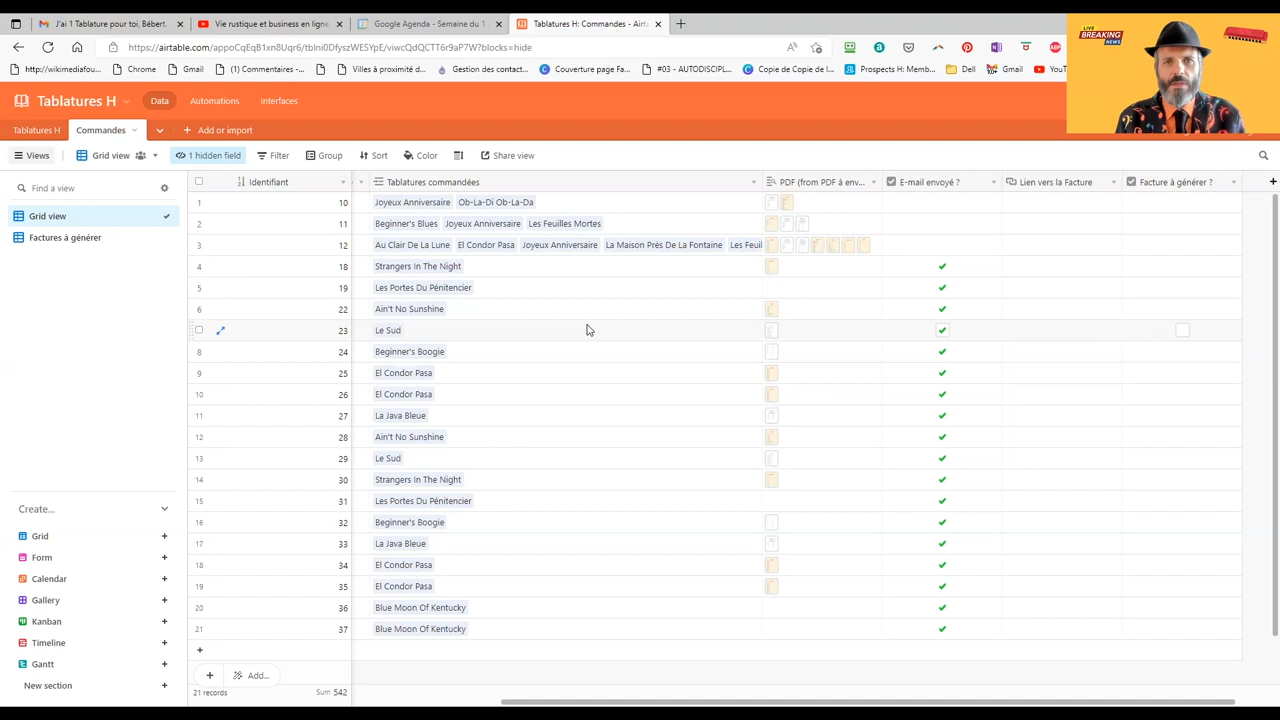 J'ai 1 Tablature pour toi, Bébert
Vie rustique et business en ligne
Google Agenda - Semaine du 1
Tablatures H: Commandes - Airt
https://airtable.com/appoCqEqB1xn8Uqr6/tblni0DfyszWESYpE/viwcQdQCTT6r9aP7W?blocks=hide
http://wikimediafou...
Chrome
Gmail
(1) Commentaires -...
Villes à proximité d...
#03 - AUTODISCIPL...
Gestion des contact...
Couverture page Fa...
Copie de Copie de l...
Prospects H: Memb...
Dell
Gmail
YouT
LIVE
BREAKING
NEWS
Tablatures H
Data
Automations
Interfaces
Tablatures H
Commandes
Add or import
Views
Grid view
1 hidden field
Filter
Group
Sort
Color
Share view
Find a view
Grid view
Factures à générer
Create...
Grid
Form
Calendar
Gallery
Kanban
Timeline
Gantt
New section
Identifiant Tablatures commandées PDF (from PDF à env... E-mail envoyé ? Lien vers la Facture Facture à générer ?
1 10 Joyeux Anniversaire Ob-La-Di Ob-La-Da
2 11 Beginner's Blues Joyeux Anniversaire Les Feuilles Mortes
3 12 Au Clair De La Lune El Condor Pasa Joyeux Anniversaire La Maison Prés De La Fontaine Les Feuil
4 18 Strangers In The Night
5 19 Les Portes Du Pénitencier
6 22 Ain't No Sunshine
23 Le Sud
8 24 Beginner's Boogie
9 25 El Condor Pasa
10 26 El Condor Pasa
11 27 La Java Bleue
12 28 Ain't No Sunshine
13 29 Le Sud
14 30 Strangers In The Night
15 31 Les Portes Du Pénitencier
16 32 Beginner's Boogie
17 33 La Java Bleue
18 34 El Condor Pasa
19 35 El Condor Pasa
20 36 Blue Moon Of Kentucky
21 37 Blue Moon Of Kentucky
Add...
21 records
Sum 542